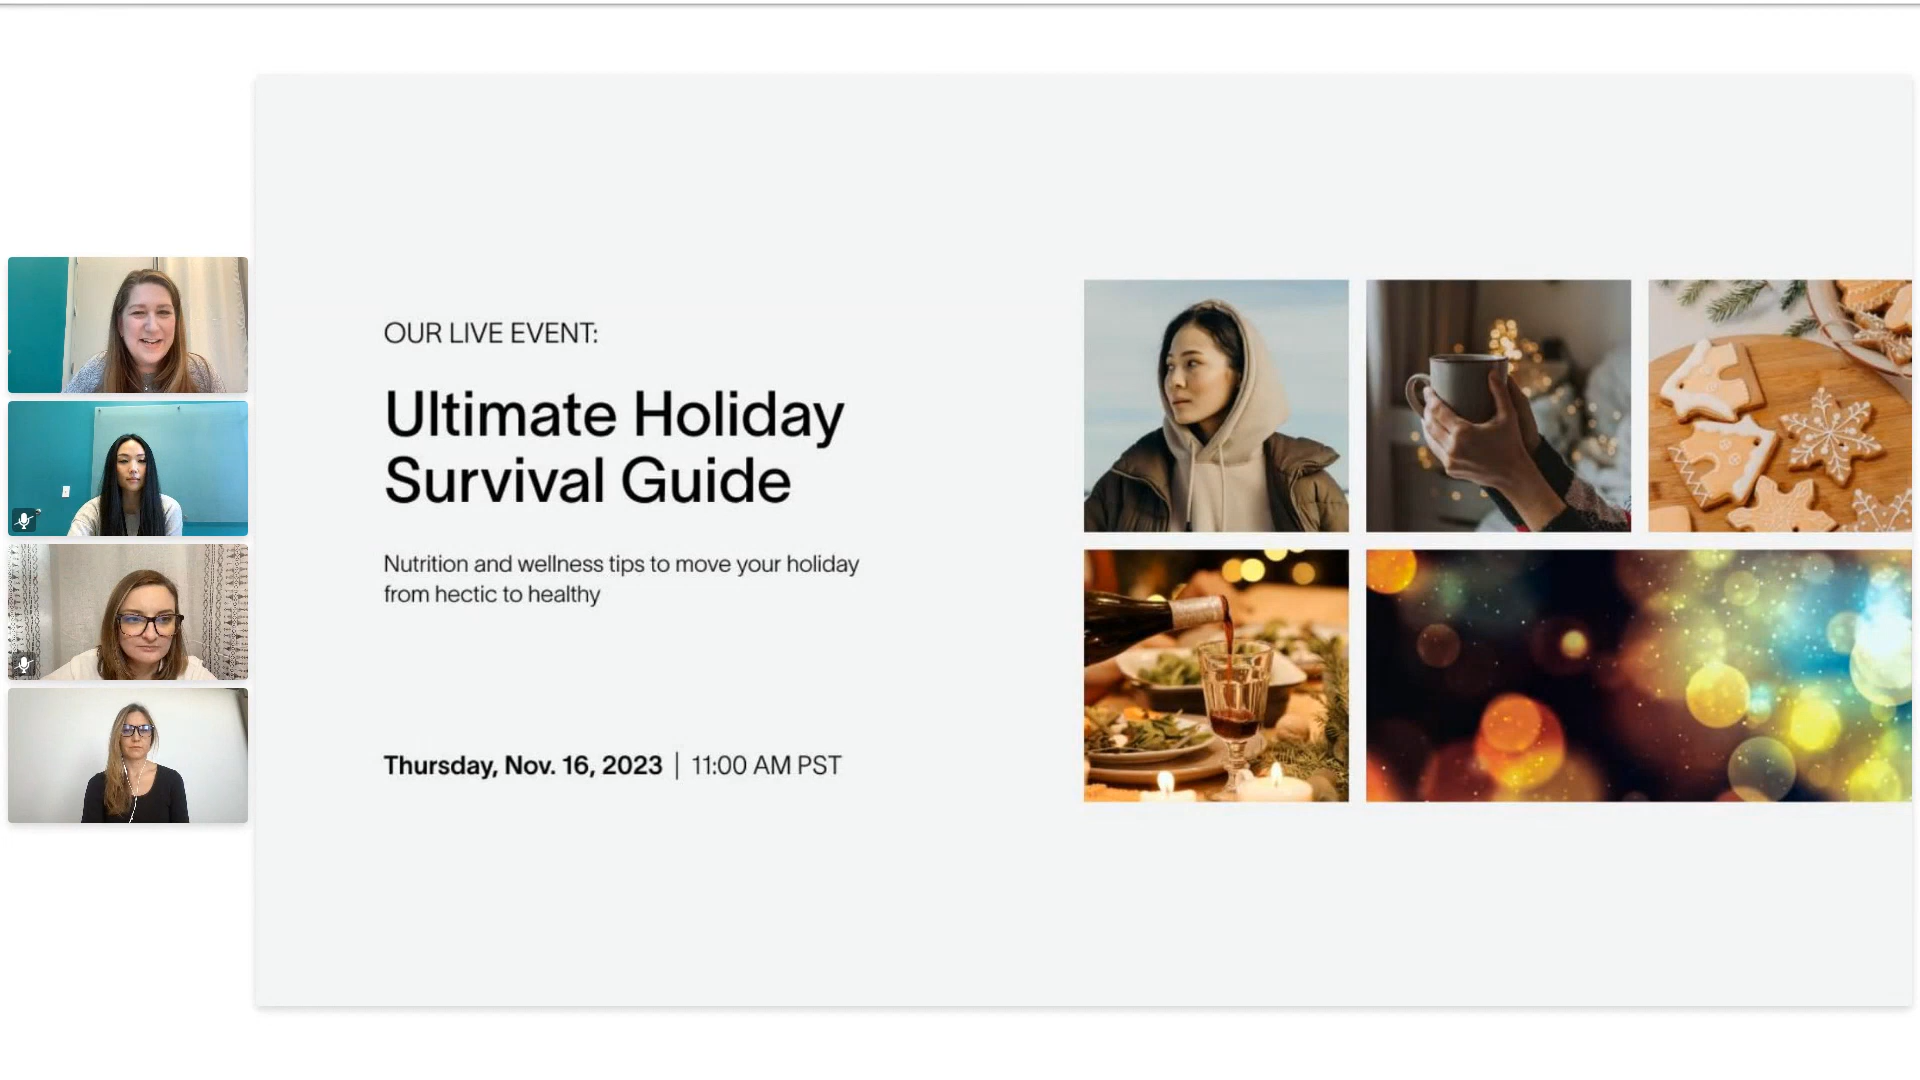 OUR LIVE EVENT:
Ultimate Holiday
Survival Guide
Nutrition and wellness tips to move your holiday
from hectic to healthy
Thursday, Nov. 16, 2023 | 11:00 AM PST